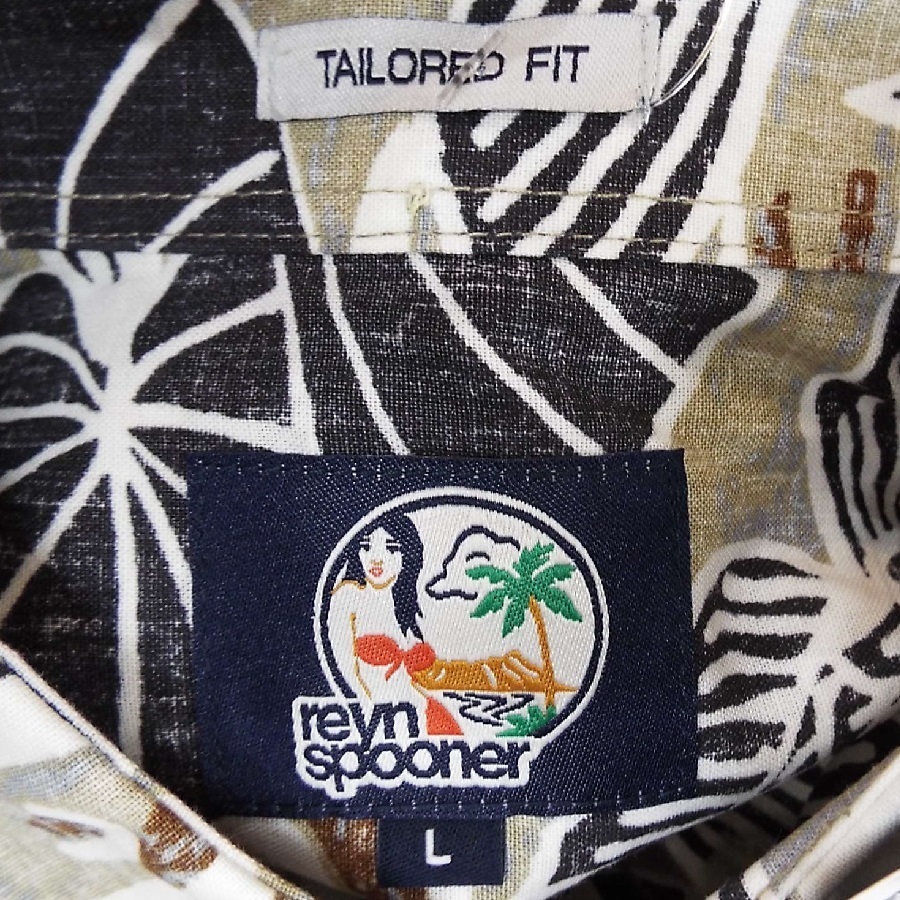 TAILORED FIT
reyn
spooner
L